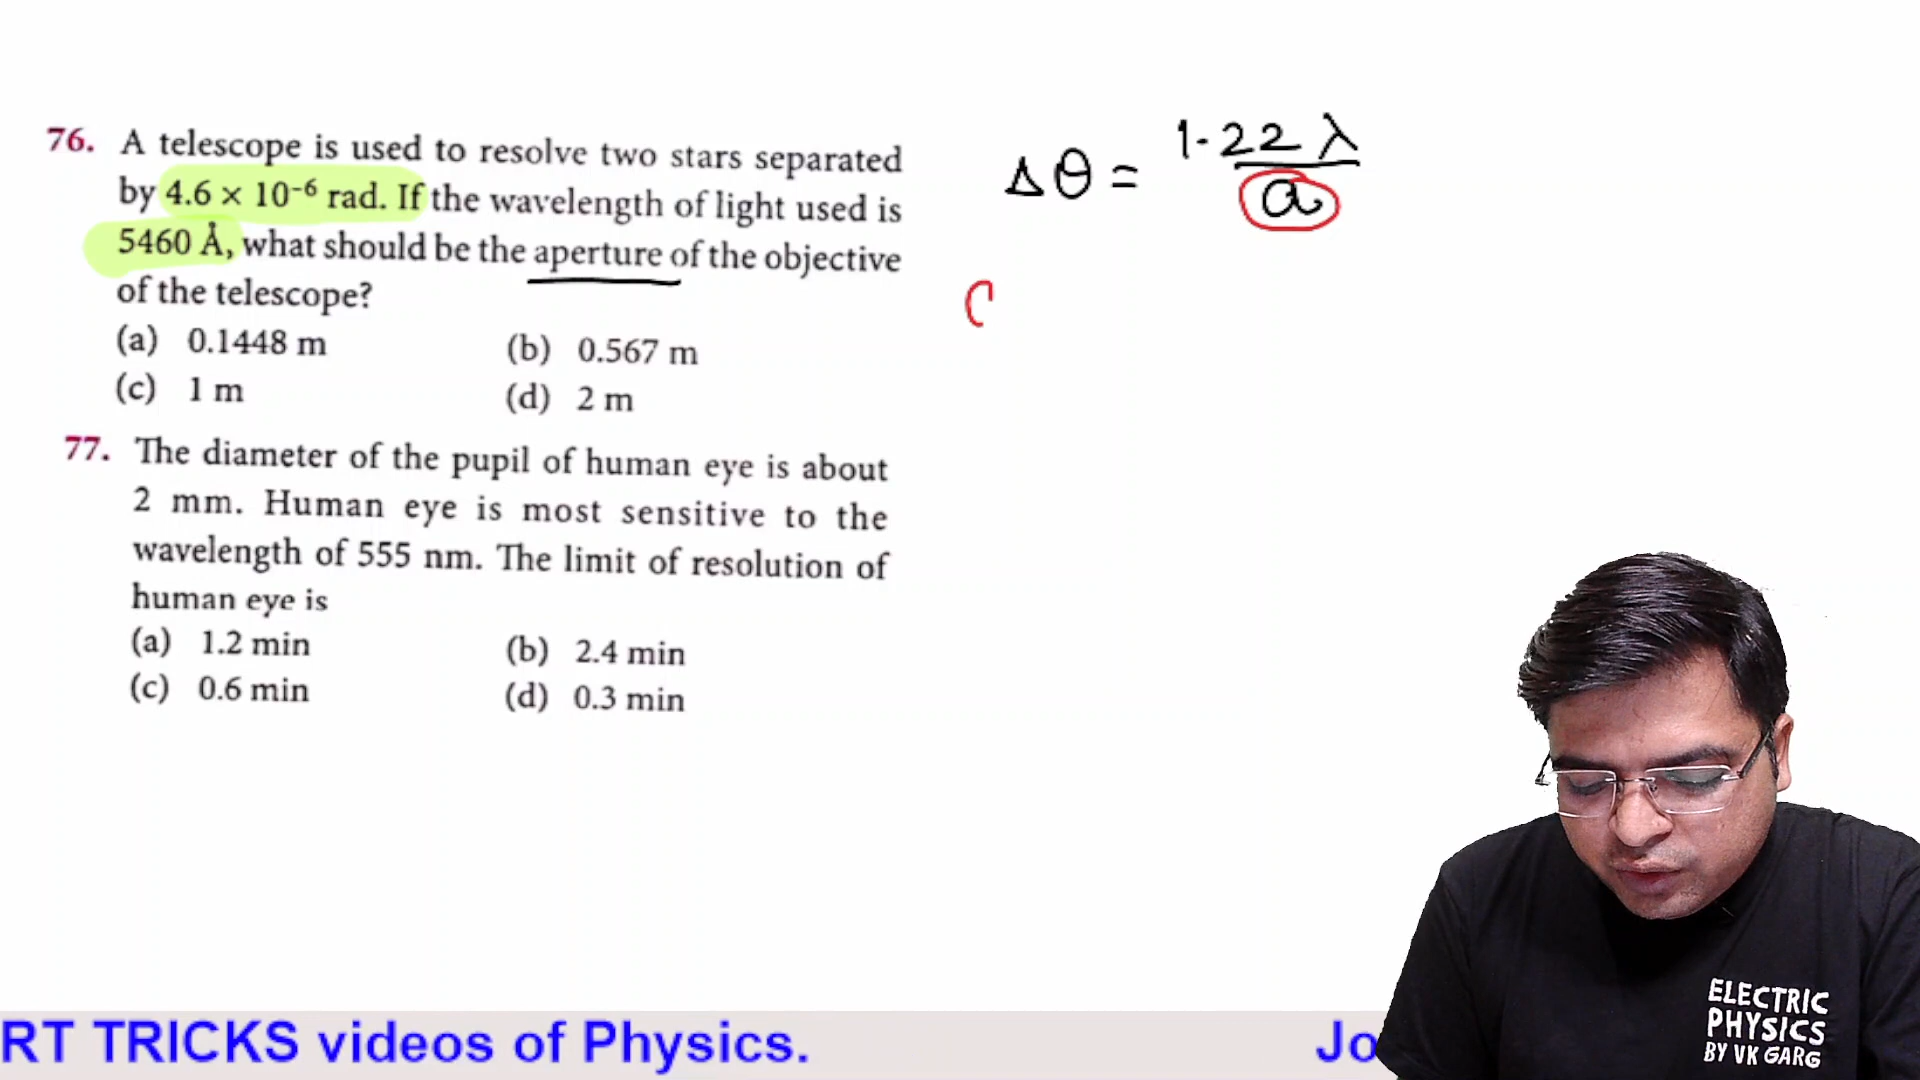 76. A telescope is used to resolve two stars separated
by 4.6 × 10⁻⁶ rad. If the wavelength of light used is
5460 Å, what should be the aperture of the objective
of the telescope?
(a) 0.1448 m (b) 0.567 m
(c) 1 m (d) 2 m
77. The diameter of the pupil of human eye is about
2 mm. Human eye is most sensitive to the
wavelength of 555 nm. The limit of resolution of
human eye is
(a) 1.2 min (b) 2.4 min
(c) 0.6 min (d) 0.3 min
Δθ = 1.22 λ / a
ELECTRIC
PHYSICS
BY VK GARG
RT TRICKS videos of Physics. Jo